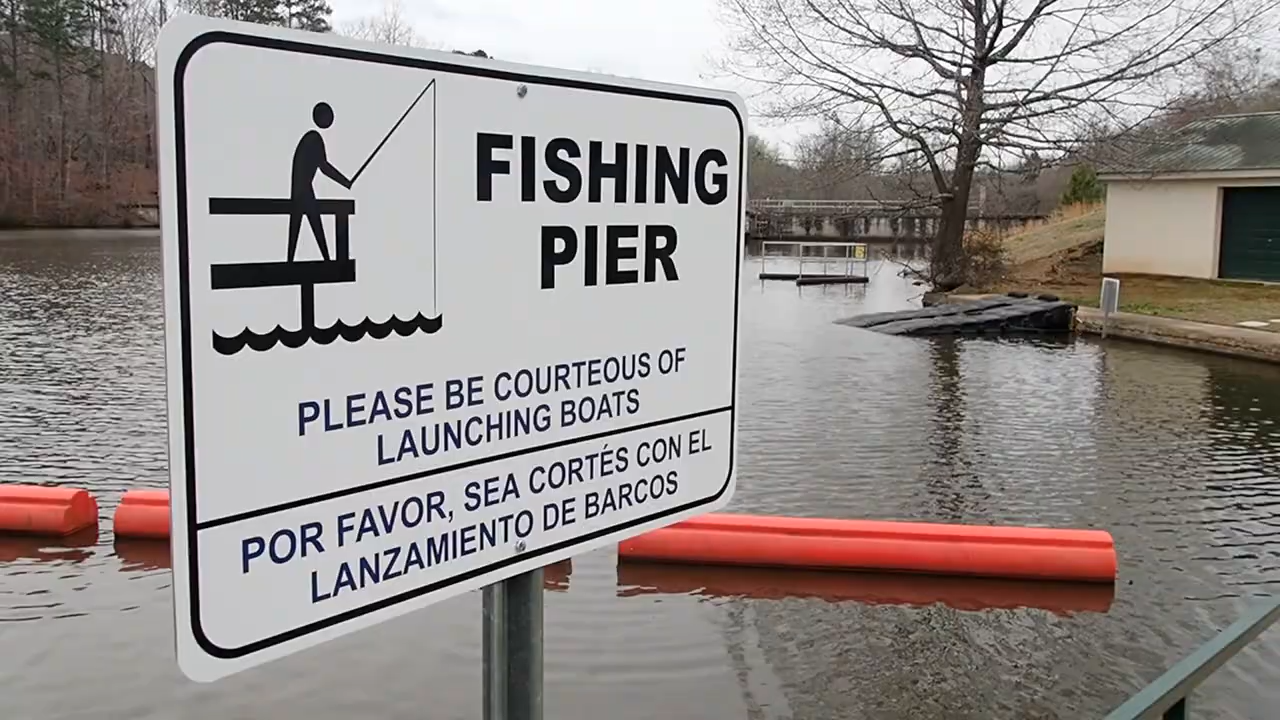 FISHING
PIER
PLEASE BE COURTEOUS OF
LAUNCHING BOATS
POR FAVOR, SEA CORTÉS CON EL
LANZAMIENTO DE BARCOS